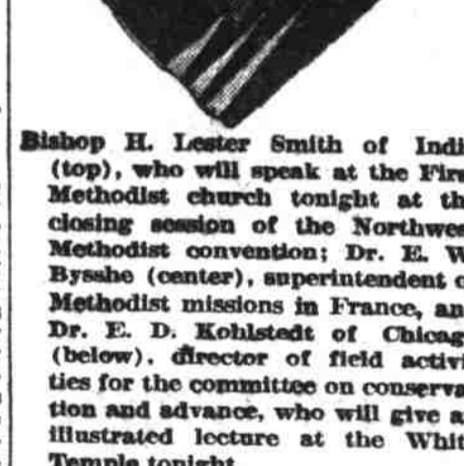 Bishop H. Lester Smith of Indi
(top), who will speak at the Firs
Methodist church tonight at th
closing session of the Northwes
Methodist convention; Dr. E. W
Bysshe (center), superintendent o
Methodist missions in France, an
Dr. E. D. Kohlstedt of Chicag
(below), director of field activi
ties for the committee on conserva
tion and advance, who will give a
illustrated lecture at the Whit
Temple tonight